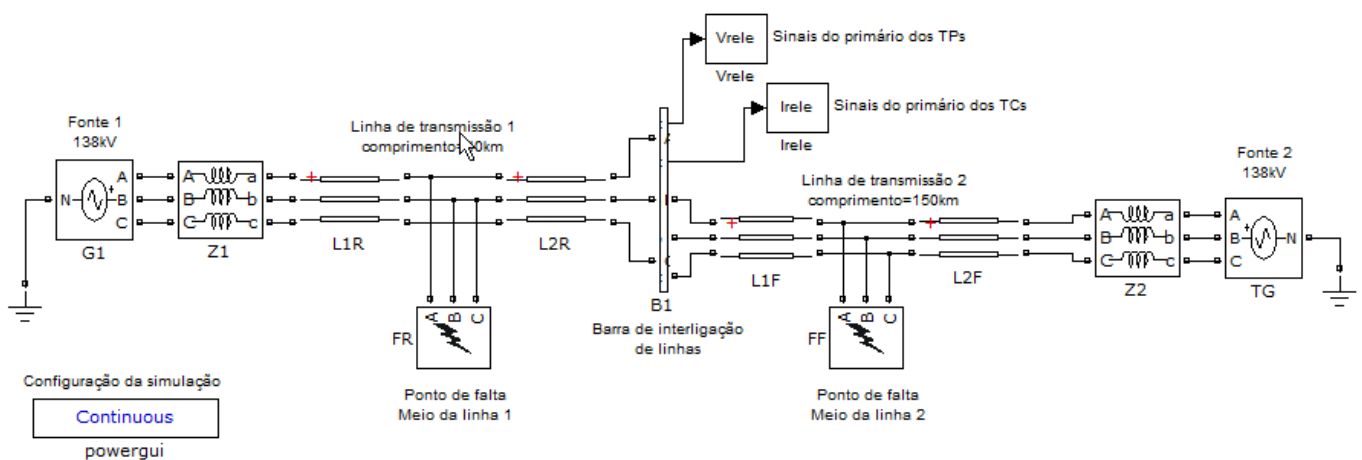 Vrele
Sinais do primário dos TPs
Vrele
Irele
Sinais do primário dos TCs
Irele
Fonte 1
138kV
N
A
B
C
G1
A
B
C
a
b
c
Z1
Linha de transmissão 1
L1R
L2R
A
B1
Barra de interligação
de linhas
Linha de transmissão 2
comprimento=150km
L1F
L2F
A
B
C
a
b
c
Z2
Fonte 2
138kV
A
B
C
N
TG
A
B
C
FR
Ponto de falta
Meio da linha 1
A
B
C
FF
Ponto de falta
Meio da linha 2
Configuração da simulação
Continuous
powergui